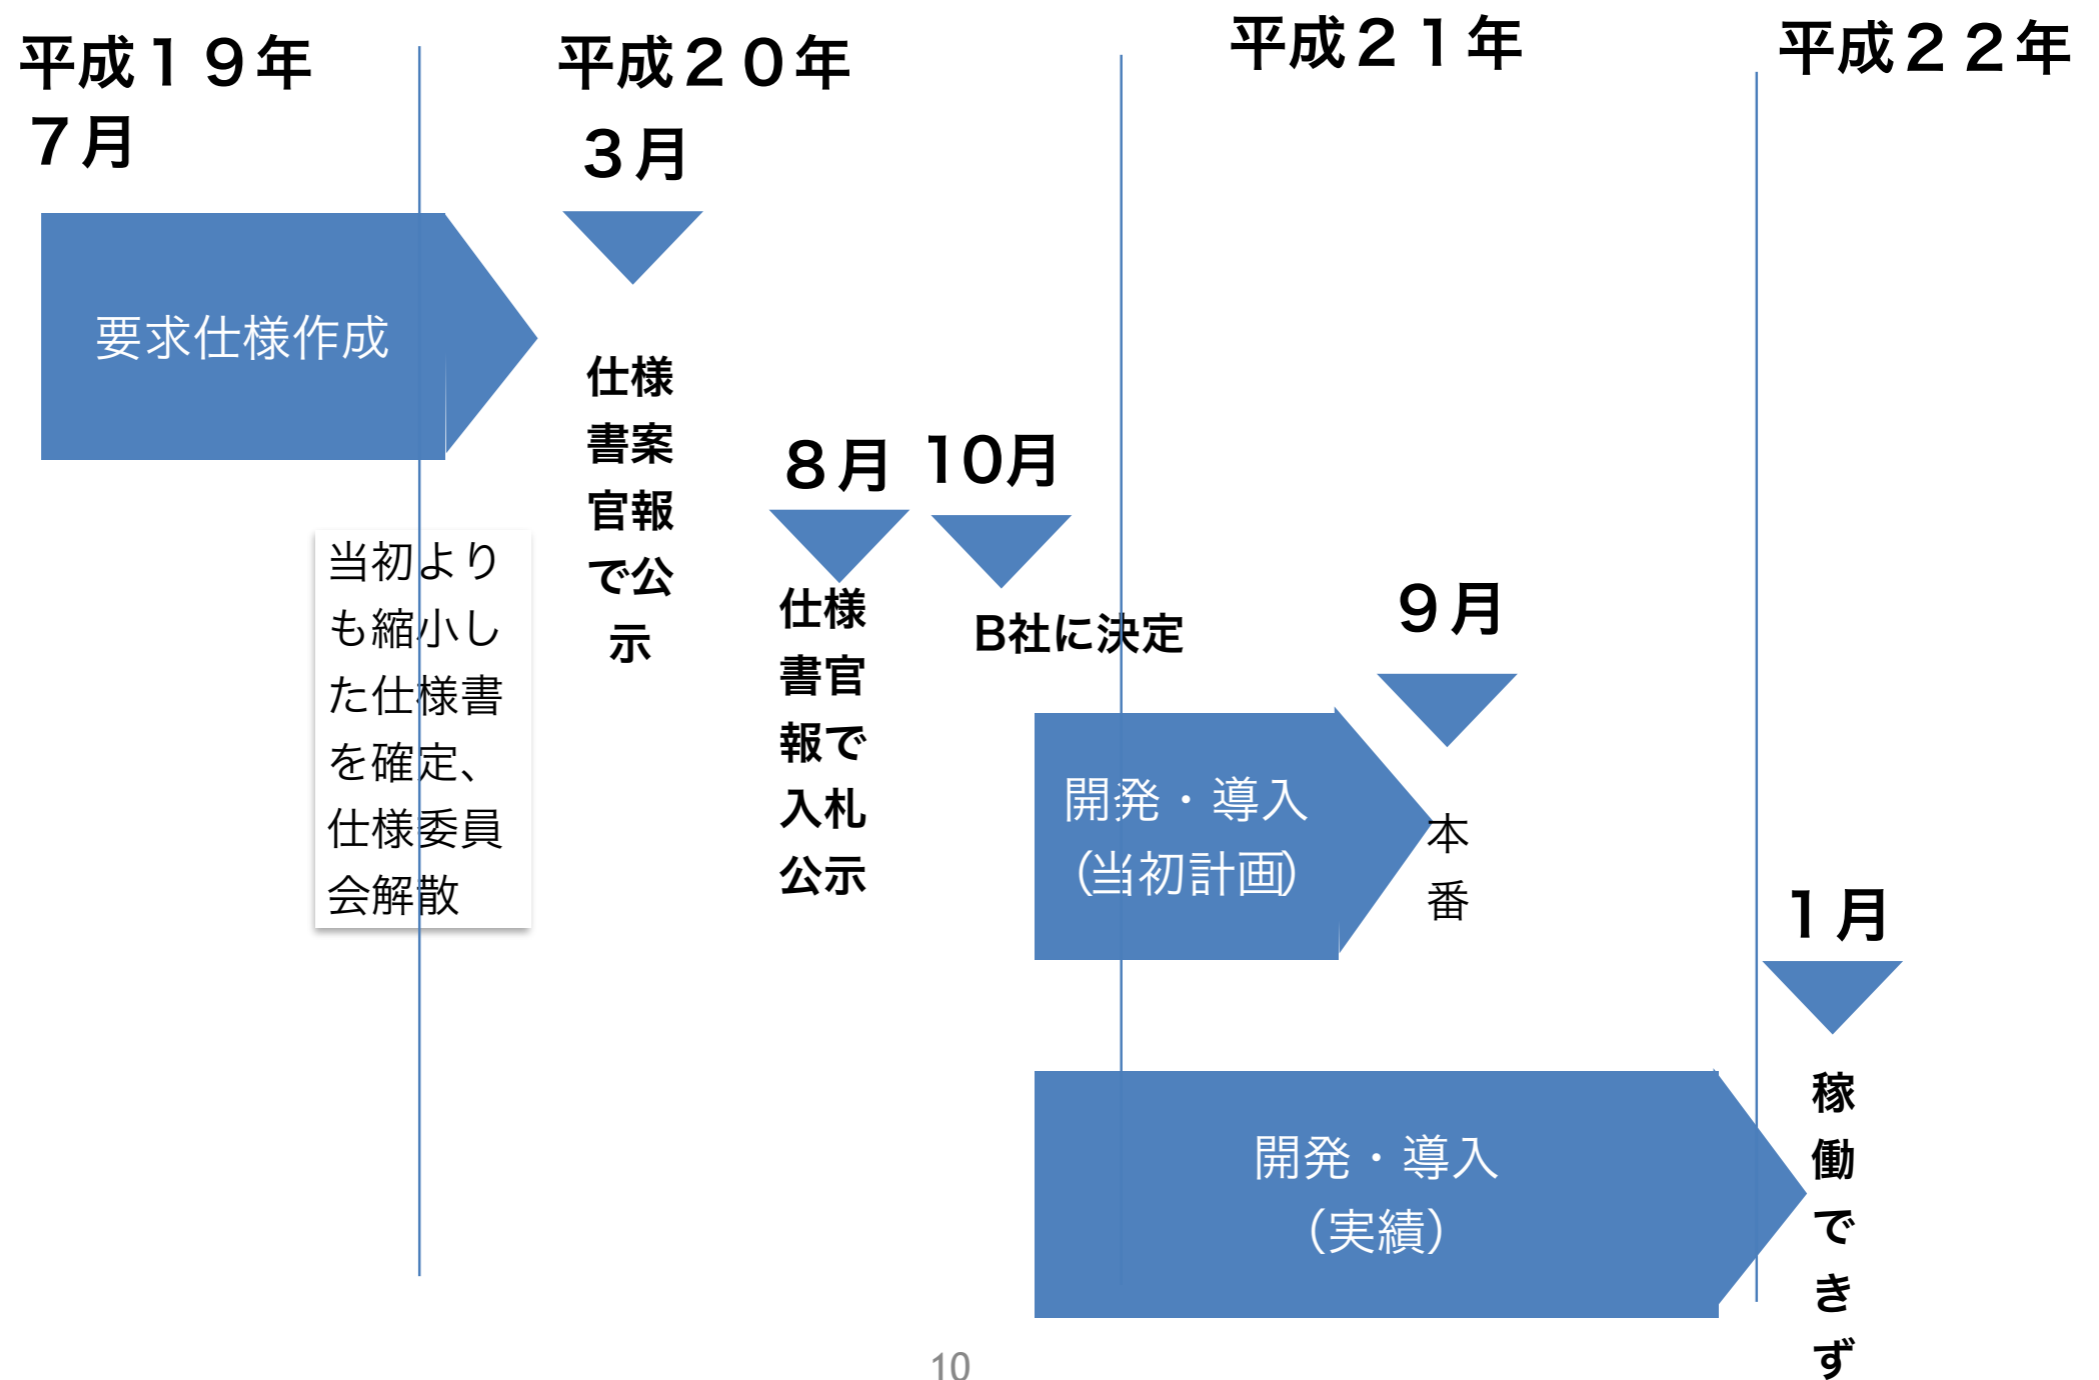 平成１９年
７月
平成２０年
３月
平成２１年
平成２２年
要求仕様作成
仕様
書案
官報
で公
示
当初より
も縮小し
た仕様書
を確定、
仕様委員
会解散
８月
仕様
書官
報で
入札
公示
10月
B社に決定
９月
本
番
開発・導入
（当初計画）
１月
稼
働
で
き
ず
開発・導入
（実績）
10